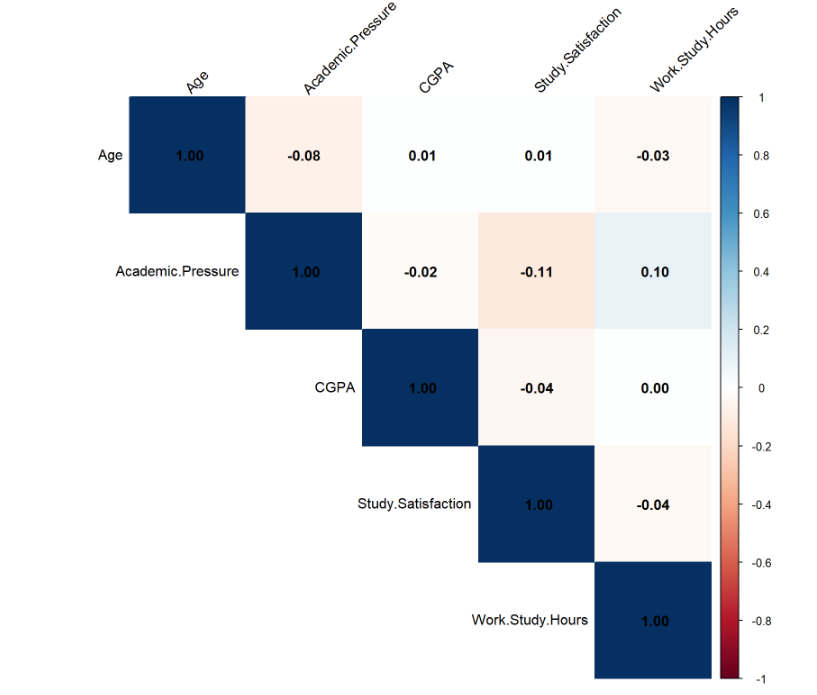 Age
Academic.Pressure
CGPA
Study.Satisfaction
Work.Study.Hours
Age 1.00 -0.08 0.01 0.01 -0.03
Academic.Pressure 1.00 -0.02 -0.11 0.10
CGPA 1.00 -0.04 0.00
Study.Satisfaction 1.00 -0.04
Work.Study.Hours 1.00
1
0.8
0.6
0.4
0.2
0
-0.2
-0.4
-0.6
-0.8
-1